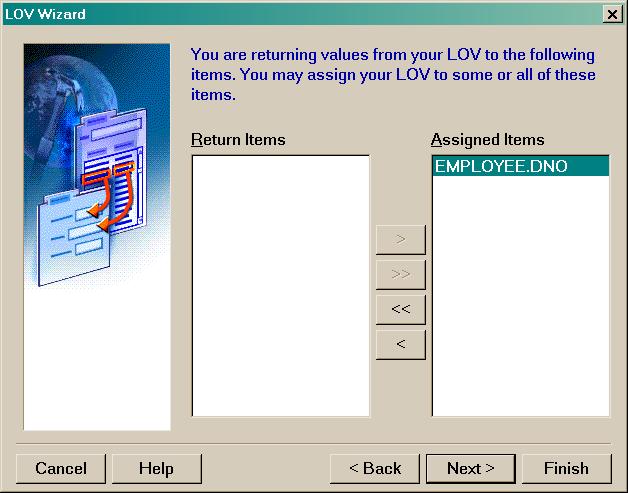 LOV Wizard
You are returning values from your LOV to the following
items. You may assign your LOV to some or all of these
items.
Return Items
Assigned Items
EMPLOYEE.DNO
>
>>
<<
<
Cancel
Help
< Back
Next >
Finish